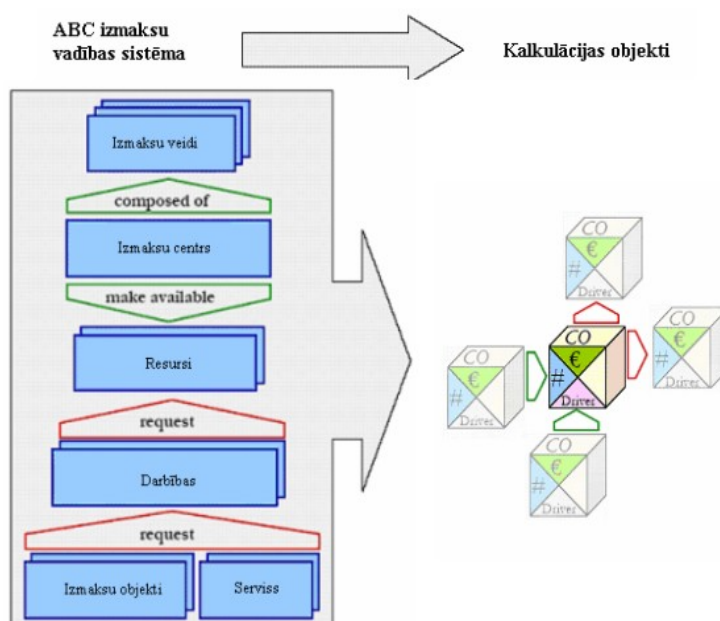 ABC izmaksu
vadības sistēma
Kalkulācijas objekti
Izmaksu veidi
composed of
Izmaksu centrs
make available
Resursi
request
Darbības
request
Izmaksu objekti
Serviss
CO
€
#
Driver
CO
€
#
Driver
CO
€
#
Driver
CO
€
#
Driver
CO
€
#
Driver